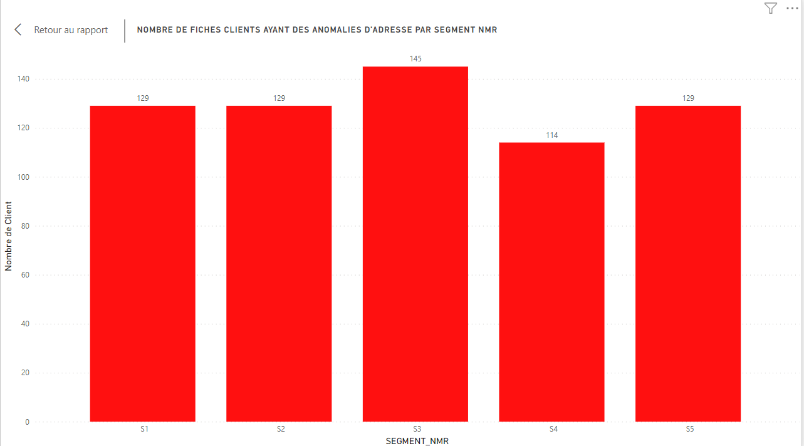 Retour au rapport
NOMBRE DE FICHES CLIENTS AYANT DES ANOMALIES D'ADRESSE PAR SEGMENT NMR
Nombre de Client
140
120
100
80
60
40
20
0
129
129
145
114
129
S1
S2
S3
S4
S5
SEGMENT_NMR